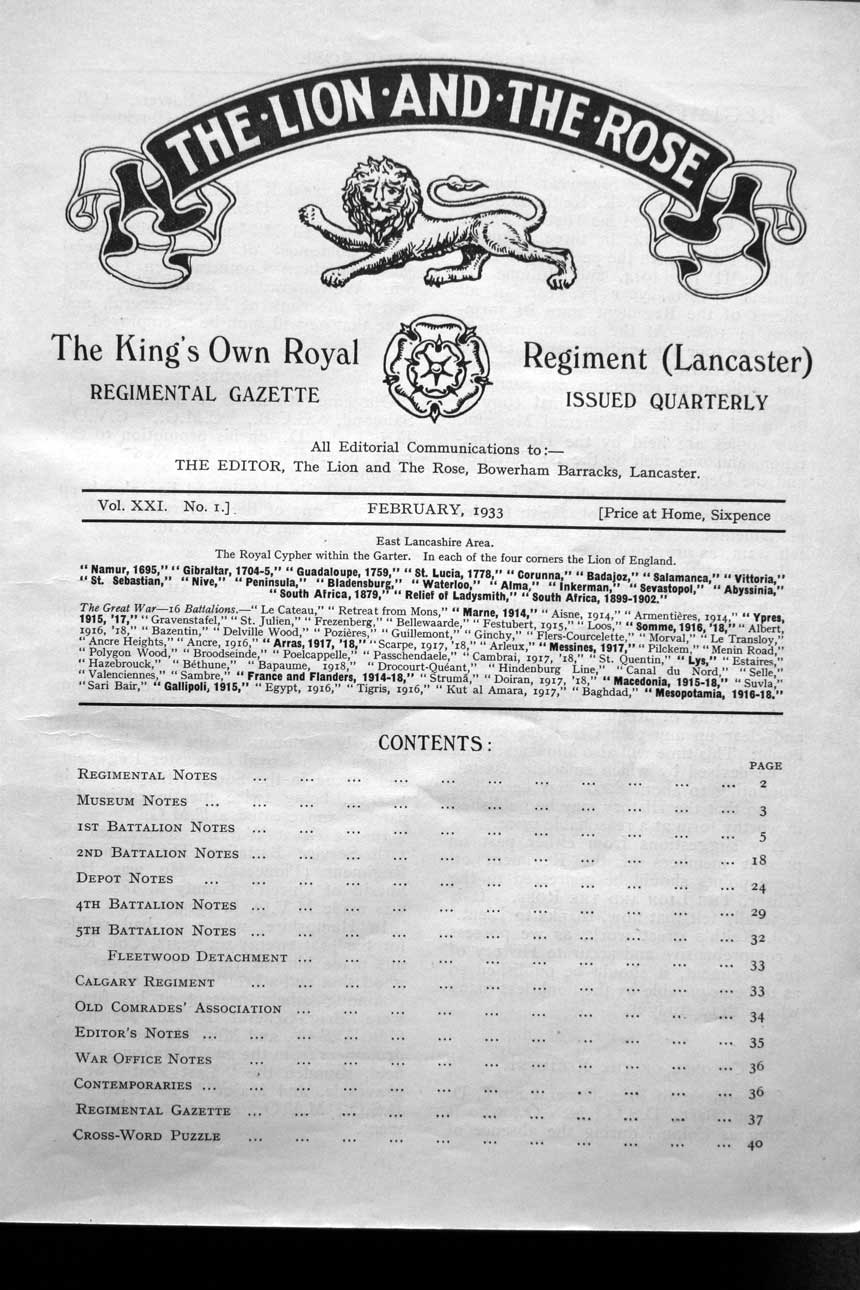 THE·LION·AND·THE·ROSE
The King's Own Royal Regiment (Lancaster)
REGIMENTAL GAZETTE ISSUED QUARTERLY
All Editorial Communications to:—
THE EDITOR, The Lion and The Rose, Bowerham Barracks, Lancaster.
Vol. XXI. No. 1.] FEBRUARY, 1933 [Price at Home, Sixpence
East Lancashire Area.
The Royal Cypher within the Garter. In each of the four corners the Lion of England.
"Namur, 1695," "Gibraltar, 1704-5," "Guadaloupe, 1759," "St. Lucia, 1778," "Corunna," "Badajoz," "Salamanca," "Vittoria,"
"St. Sebastian," "Nive," "Peninsula," "Bladensburg," "Waterloo," "Alma," "Inkerman," "Sevastopol," "Abyssinia,"
"South Africa, 1879," "Relief of Ladysmith," "South Africa, 1899-1902."
The Great War—16 Battalions.—"Le Cateau," "Retreat from Mons," "Marne, 1914," "Aisne, 1914," "Armentières, 1914," "Ypres,
1915, '17," "Gravenstafel," "St. Julien," "Frezenberg," "Bellewaarde," "Festubert, 1915," "Loos," "Somme, 1916, '18," "Albert,
1916, '18," "Bazentin," "Delville Wood," "Pozières," "Guillemont," "Ginchy," "Flers-Courcelette," "Morval," "Le Transloy,"
"Ancre Heights," "Ancre, 1916," "Arras, 1917, '18," "Scarpe, 1917, '18," "Arleux," "Messines, 1917," "Pilckem," "Menin Road,"
"Polygon Wood," "Broodseinde," "Poelcappelle," "Passchendaele," "Cambrai, 1917, '18," "St. Quentin," "Lys," "Estaires,"
"Hazebrouck," "Béthune," "Bapaume, 1918," "Drocourt-Quéant," "Hindenburg Line," "Canal du Nord," "Selle,"
"Valenciennes," "Sambre," "France and Flanders, 1914-18," "Struma," "Doiran, 1917, '18," "Macedonia, 1915-18," "Suvla,"
"Sari Bair," "Gallipoli, 1915," "Egypt, 1916," "Tigris, 1916," "Kut al Amara, 1917," "Baghdad," "Mesopotamia, 1916-18."
CONTENTS:
PAGE
REGIMENTAL NOTES ... 2
MUSEUM NOTES ... 3
1ST BATTALION NOTES ... 5
2ND BATTALION NOTES ... 18
DEPOT NOTES ... 24
4TH BATTALION NOTES ... 29
5TH BATTALION NOTES ... 32
FLEETWOOD DETACHMENT ... 33
CALGARY REGIMENT ... 33
OLD COMRADES' ASSOCIATION ... 34
EDITOR'S NOTES ... 35
WAR OFFICE NOTES ... 36
CONTEMPORARIES ... 36
REGIMENTAL GAZETTE ... 37
CROSS-WORD PUZZLE ... 40